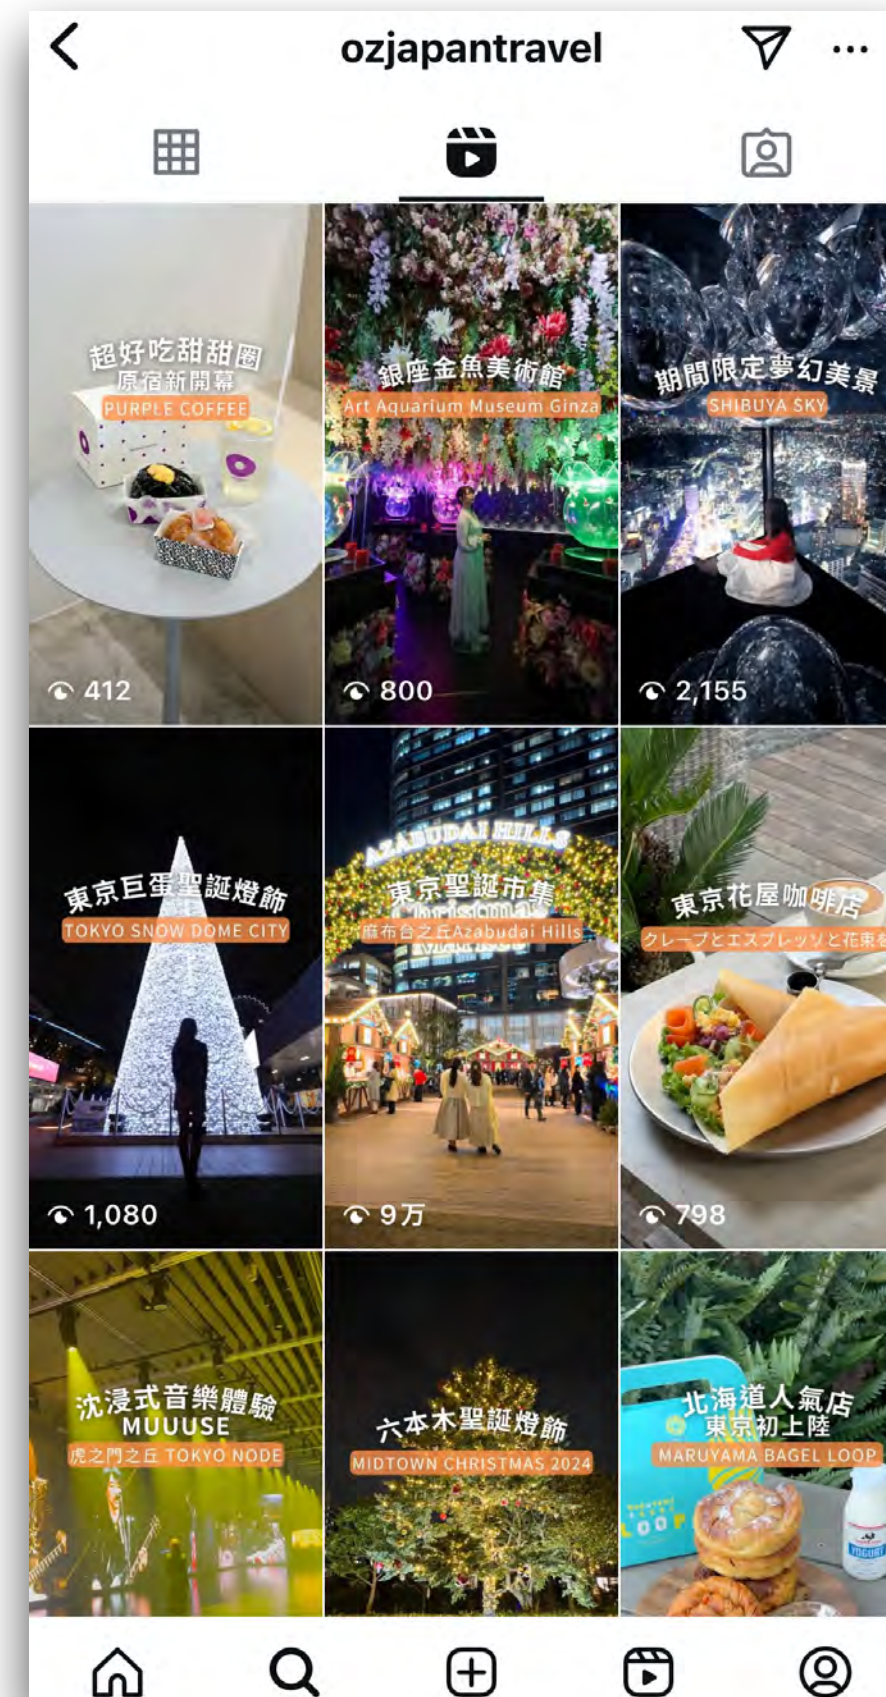 ozjapantravel
超好吃甜甜圈
原宿新開幕
PURPLE COFFEE
412
銀座金魚美術館
Art Aquarium Museum Ginza
800
期間限定夢幻美景
SHIBUYA SKY
2,155
東京巨蛋聖誕燈飾
TOKYO SNOW DOME CITY
1,080
AZABUDAI HILLS
東京聖誕市集
Christmas
麻布台之丘Azabudai Hills
MARKET
9万
東京花屋咖啡店
クレープとエスプレッソと花束を
798
沈浸式音樂體驗
MUUUSE
虎之門之丘 TOKYO NODE
六本木聖誕燈飾
MIDTOWN CHRISTMAS 2024
北海道人氣店
東京初上陸
MARUYAMA BAGEL LOOP
LOOP
YOGURT